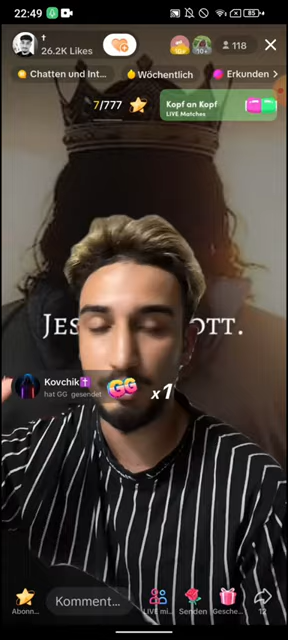 22:49
85%
†
26.2K Likes
118
Chatten und Int...
Wöchentlich
Erkunden
7/777
Kopf an Kopf
LIVE Matches
JES
OTT.
Kovchik✝
hat GG gesendet
GG
x1
Abonn...
Komment...
LIVE mi...
Senden
Gesche...
12